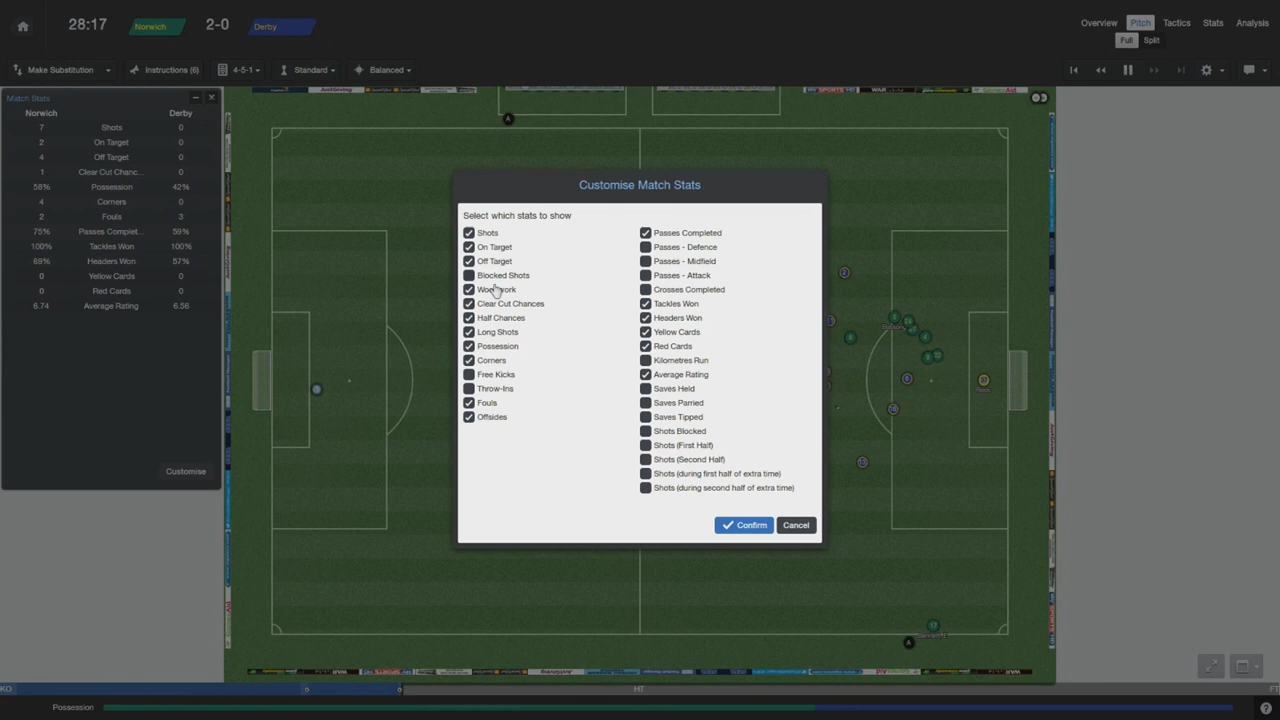 28:17 Norwich 2-0 Derby
Overview Pitch Tactics Stats Analysis
Full Split
Make Substitution Instructions (6) 4-5-1 Standard Balanced
Match Stats
Norwich Derby
7 Shots 0
2 On Target 0
4 Off Target 0
1 Clear Cut Chanc... 0
58% Possession 42%
4 Corners 0
2 Fouls 3
75% Passes Complet... 59%
100% Tackles Won 100%
69% Headers Won 57%
0 Yellow Cards 0
0 Red Cards 0
6.74 Average Rating 6.56
Customise
Customise Match Stats
Select which stats to show
Shots
On Target
Off Target
Blocked Shots
Woodwork
Clear Cut Chances
Half Chances
Long Shots
Possession
Corners
Free Kicks
Throw-Ins
Fouls
Offsides
Passes Completed
Passes - Defence
Passes - Midfield
Passes - Attack
Crosses Completed
Tackles Won
Headers Won
Yellow Cards
Red Cards
Kilometres Run
Average Rating
Saves Held
Saves Parried
Saves Tipped
Shots Blocked
Shots (First Half)
Shots (Second Half)
Shots (during first half of extra time)
Shots (during second half of extra time)
Confirm Cancel
A
A
2
17
KO HT FT
Possession